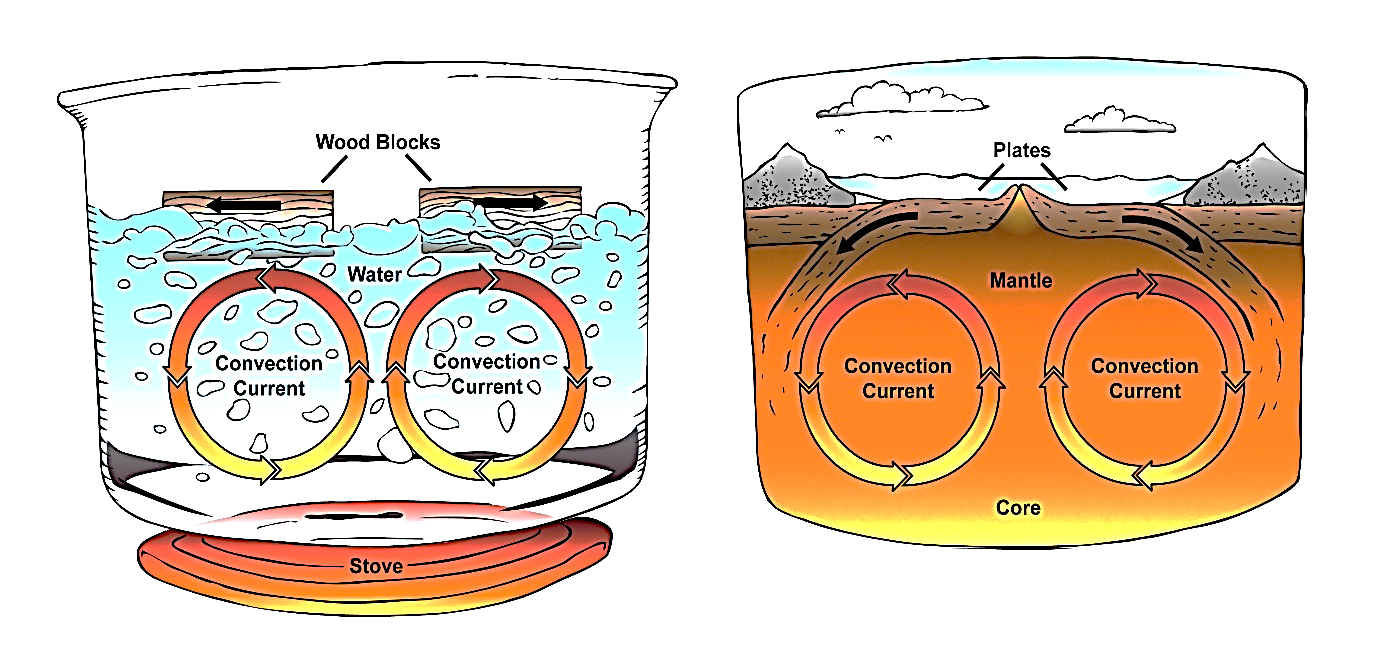 Wood Blocks
Water
Convection
Current
Convection
Current
Stove
Plates
Mantle
Convection
Current
Convection
Current
Core